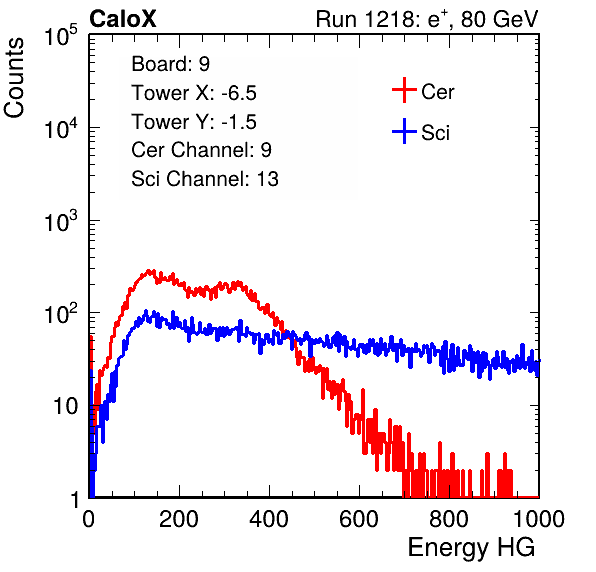 CaloX Run 1218: e⁺, 80 GeV
Counts
Board: 9
Tower X: -6.5
Tower Y: -1.5
Cer Channel: 9
Sci Channel: 13
Cer
Sci
10⁵
10⁴
10³
10²
10
1
0 200 400 600 800 1000
Energy HG